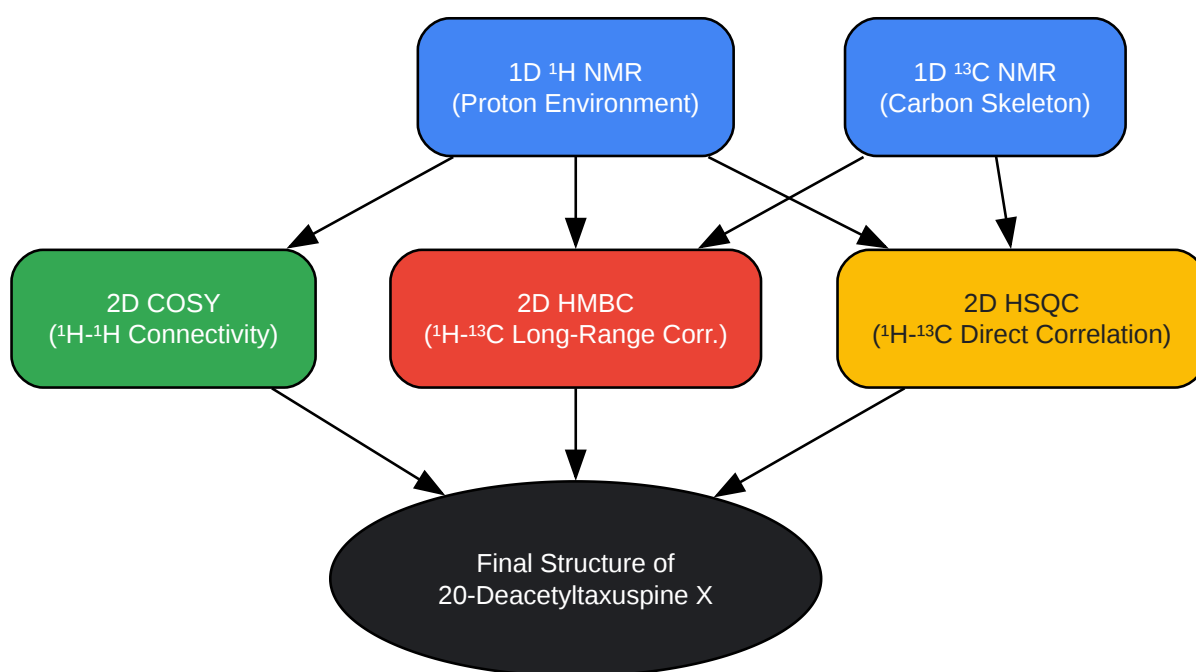 1D ¹H NMR
(Proton Environment)
1D ¹³C NMR
(Carbon Skeleton)
2D COSY
(¹H-¹H Connectivity)
2D HMBC
(¹H-¹³C Long-Range Corr.)
2D HSQC
(¹H-¹³C Direct Correlation)
Final Structure of
20-Deacetyltaxuspine X